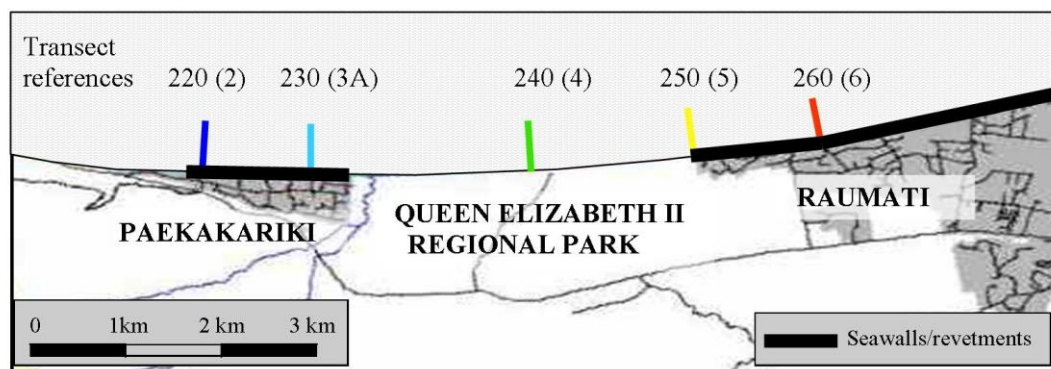 Transect
references
220 (2)
230 (3A)
240 (4)
250 (5)
260 (6)
PAEKAKARIKI
QUEEN ELIZABETH II
REGIONAL PARK
RAUMATI
0 1km 2 km 3 km
Seawalls/revetments